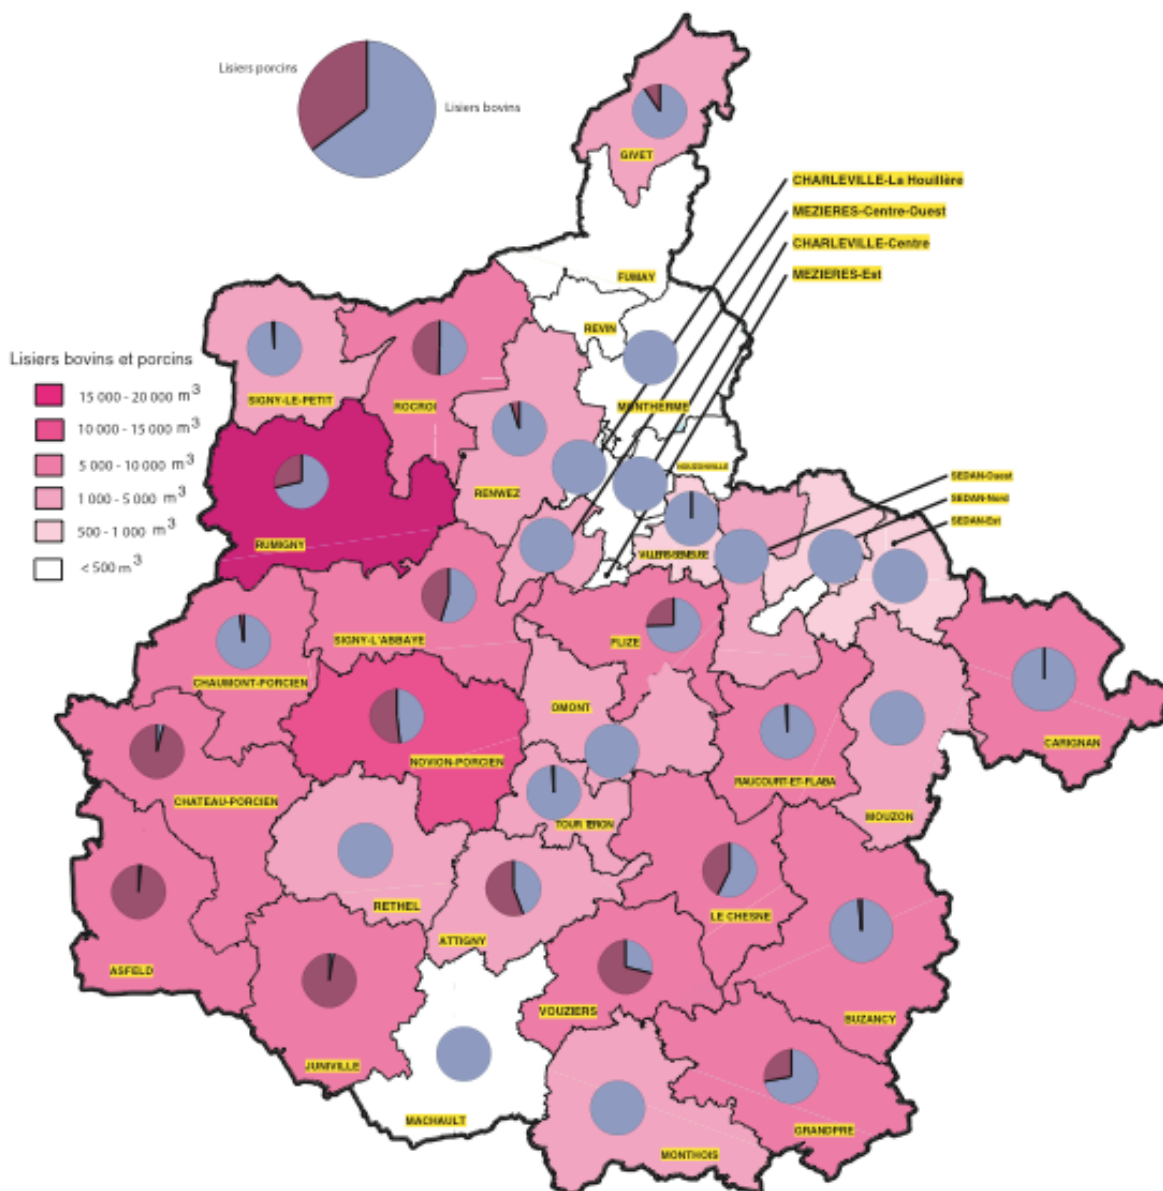 Lisiers porcins
Lisiers bovins
GIVET
CHARLEVILLE-La Houillère
MEZIERES-Centre-Ouest
CHARLEVILLE-Centre
MEZIERES-Est
FUMAY
REVIN
Lisiers bovins et porcins
15 000 - 20 000 m³
10 000 - 15 000 m³
5 000 - 10 000 m³
1 000 - 5 000 m³
500 - 1 000 m³
< 500 m³
SIGNY-LE-PETIT
ROCROI
MONTHERME
NOUZONVILLE
RENWEZ
SEDAN-Ouest
SEDAN-Nord
SEDAN-Est
RUMIGNY
VILLERS-SEMEUSE
SIGNY-L'ABBAYE
FLIZE
CHAUMONT-PORCIEN
OMONT
CARIGNAN
NOVION-PORCIEN
RAUCOURT-ET-FLABA
CHATEAU-PORCIEN
MOUZON
TOURTERON
RETHEL
LE CHESNE
ATTIGNY
ASFELD
VOUZIERS
BUZANCY
JUNIVILLE
MACHAULT
GRANDPRE
MONTHOIS